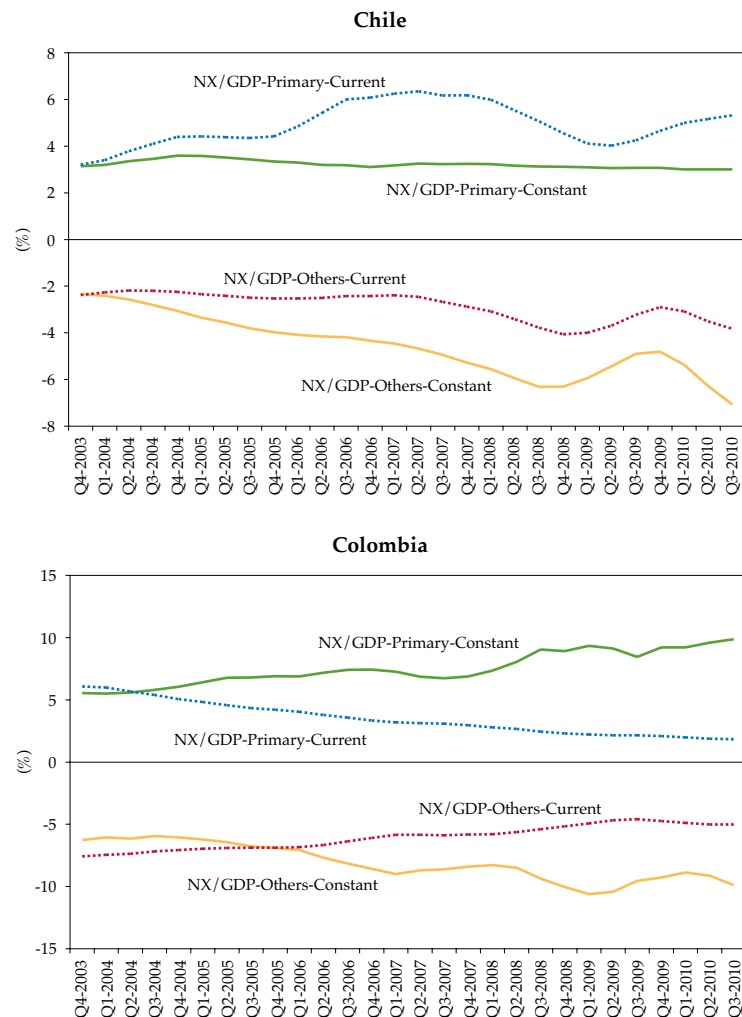 Chile
8
6
4
2
0
-2
-4
-6
-8
(%)
NX/GDP-Primary-Current
NX/GDP-Primary-Constant
NX/GDP-Others-Current
NX/GDP-Others-Constant
Q4-2003
Q1-2004
Q2-2004
Q3-2004
Q4-2004
Q1-2005
Q2-2005
Q3-2005
Q4-2005
Q1-2006
Q2-2006
Q3-2006
Q4-2006
Q1-2007
Q2-2007
Q3-2007
Q4-2007
Q1-2008
Q2-2008
Q3-2008
Q4-2008
Q1-2009
Q2-2009
Q3-2009
Q4-2009
Q1-2010
Q2-2010
Q3-2010
Colombia
15
10
5
0
-5
-10
-15
(%)
NX/GDP-Primary-Constant
NX/GDP-Primary-Current
NX/GDP-Others-Current
NX/GDP-Others-Constant
Q4-2003
Q1-2004
Q2-2004
Q3-2004
Q4-2004
Q1-2005
Q2-2005
Q3-2005
Q4-2005
Q1-2006
Q2-2006
Q3-2006
Q4-2006
Q1-2007
Q2-2007
Q3-2007
Q4-2007
Q1-2008
Q2-2008
Q3-2008
Q4-2008
Q1-2009
Q2-2009
Q3-2009
Q4-2009
Q1-2010
Q2-2010
Q3-2010